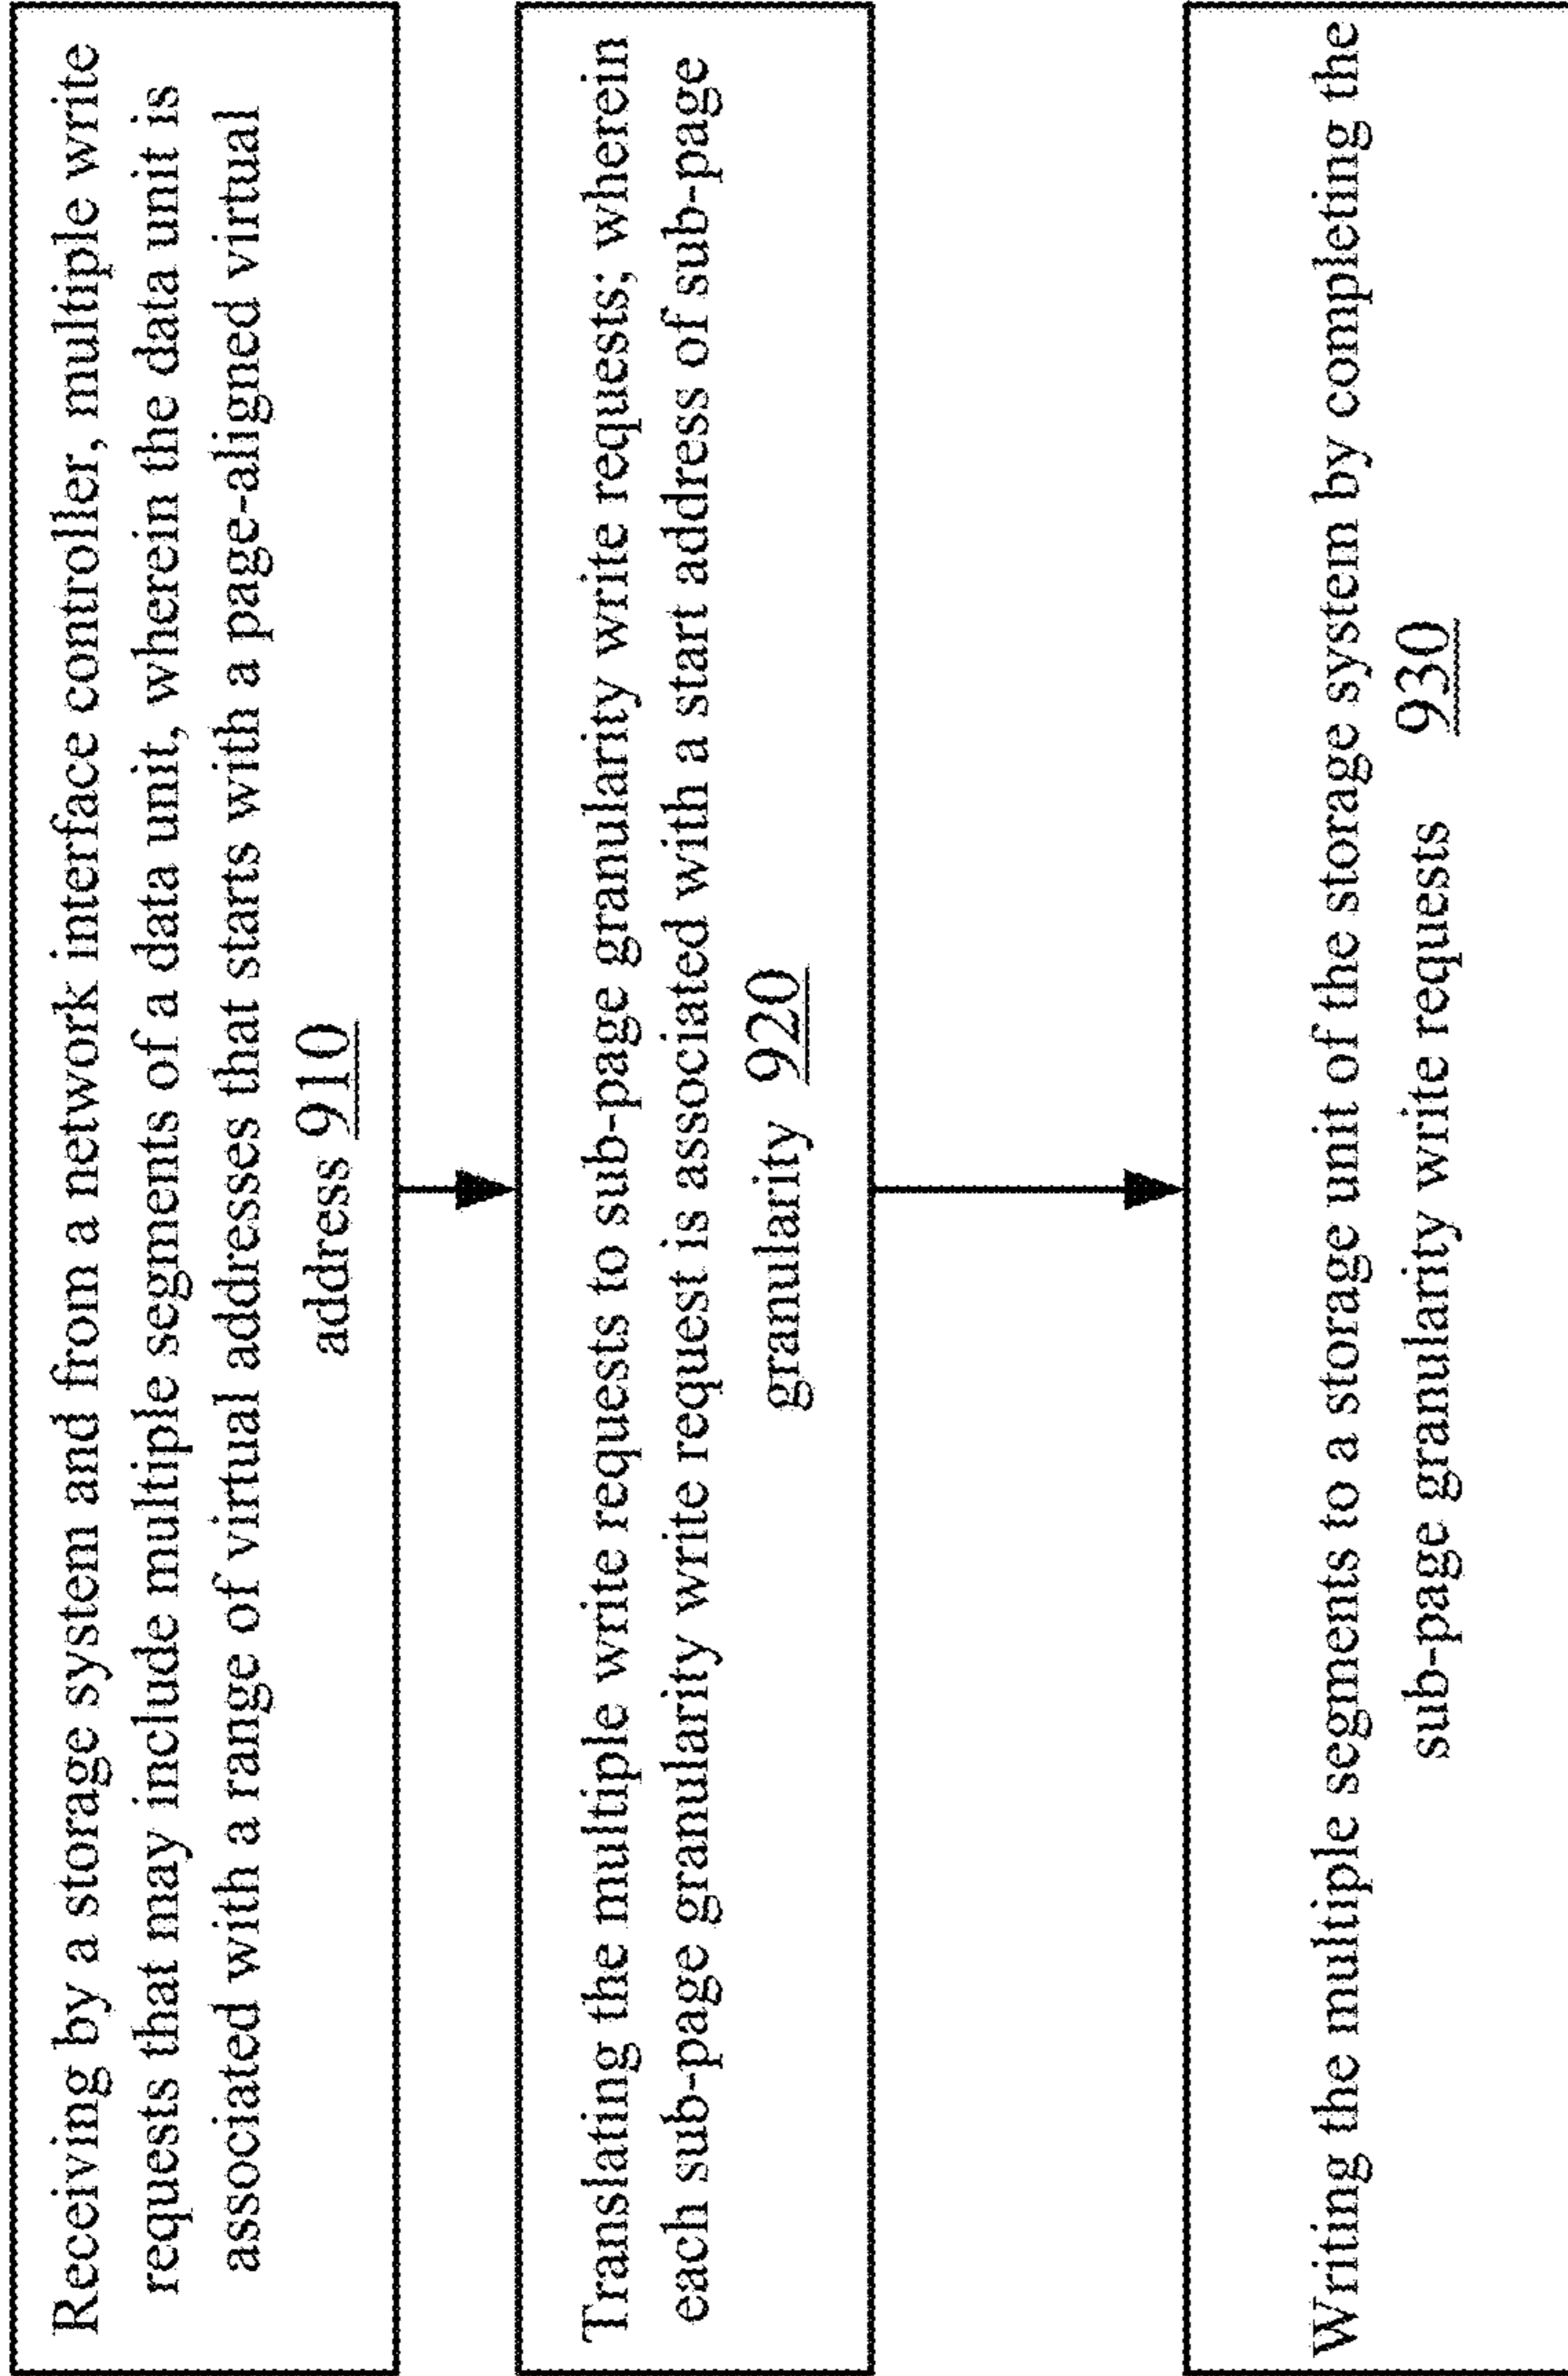 Receiving by a storage system and from a network interface controller, multiple write
requests that may include multiple segments of a data unit, wherein the data unit is
associated with a range of virtual addresses that starts with a page-aligned virtual
address 910
Translating the multiple write requests to sub-page granularity write requests; wherein
each sub-page granularity write request is associated with a start address of sub-page
granularity 920
Writing the multiple segments to a storage unit of the storage system by completing the
sub-page granularity write requests 930